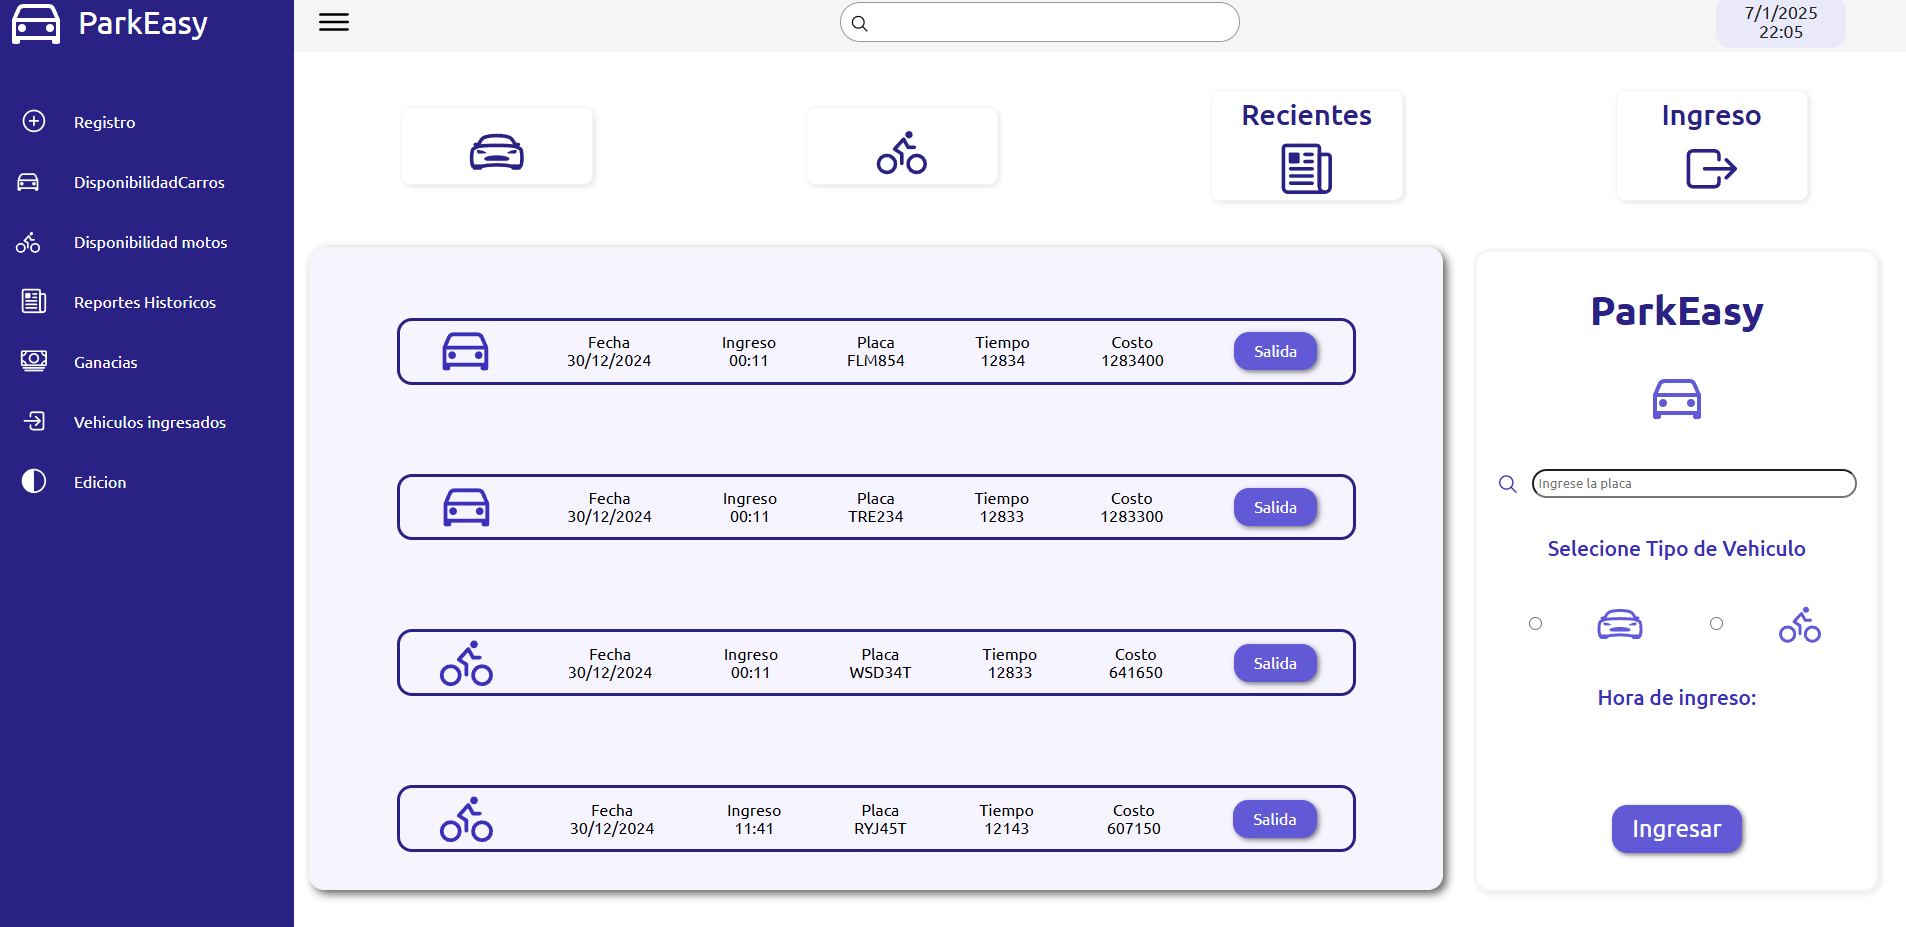 ParkEasy
7/1/2025
22:05
Registro
DisponibilidadCarros
Disponibilidad motos
Reportes Historicos
Ganacias
Vehiculos ingresados
Edicion
Recientes
Ingreso
Fecha Ingreso Placa Tiempo Costo
30/12/2024 00:11 FLM854 12834 1283400
Salida
Fecha Ingreso Placa Tiempo Costo
30/12/2024 00:11 TRE234 12833 1283300
Salida
Fecha Ingreso Placa Tiempo Costo
30/12/2024 00:11 WSD34T 12833 641650
Salida
Fecha Ingreso Placa Tiempo Costo
30/12/2024 11:41 RYJ45T 12143 607150
Salida
ParkEasy
Ingrese la placa
Selecione Tipo de Vehiculo
Hora de ingreso:
Ingresar